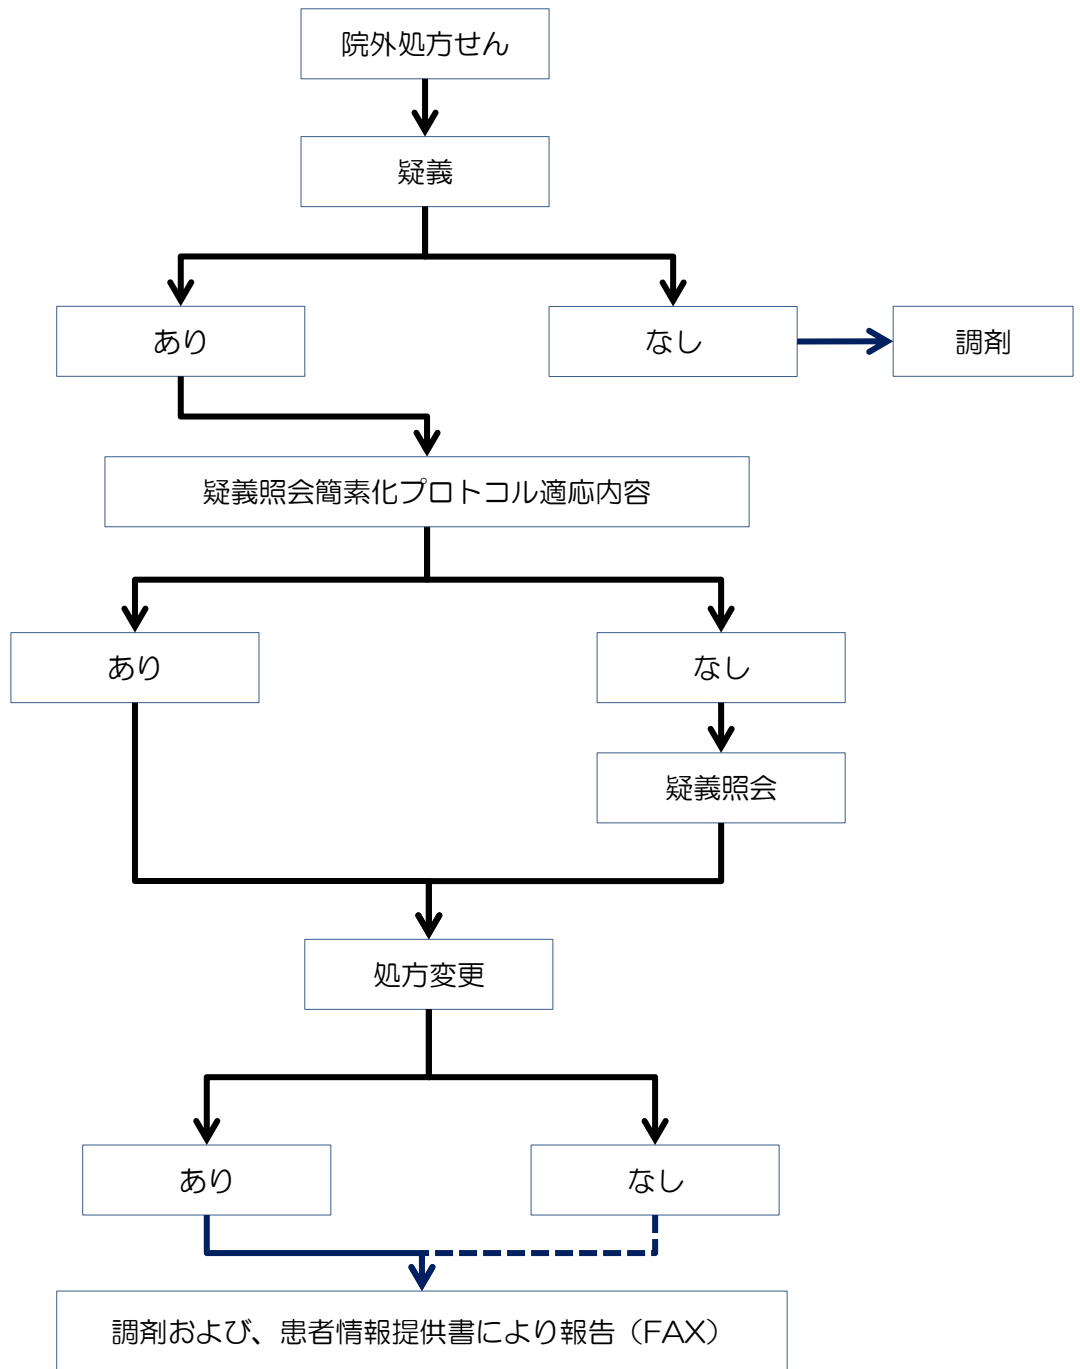 院外処方せん
疑義
あり
なし
調剤
疑義照会簡素化プロトコル適応内容
あり
なし
疑義照会
処方変更
あり
なし
調剤および、患者情報提供書により報告（FAX）